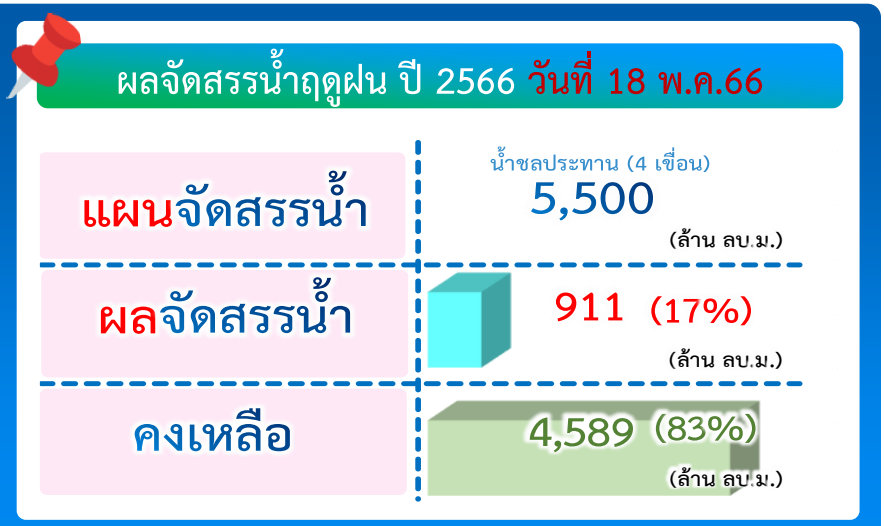 ผลจัดสรรน้ำฤดูฝน ปี 2566 วันที่ 18 พ.ค.66
น้ำชลประทาน (4 เขื่อน)
แผนจัดสรรน้ำ 5,500
(ล้าน ลบ.ม.)
ผลจัดสรรน้ำ 911 (17%)
(ล้าน ลบ.ม.)
คงเหลือ 4,589 (83%)
(ล้าน ลบ.ม.)